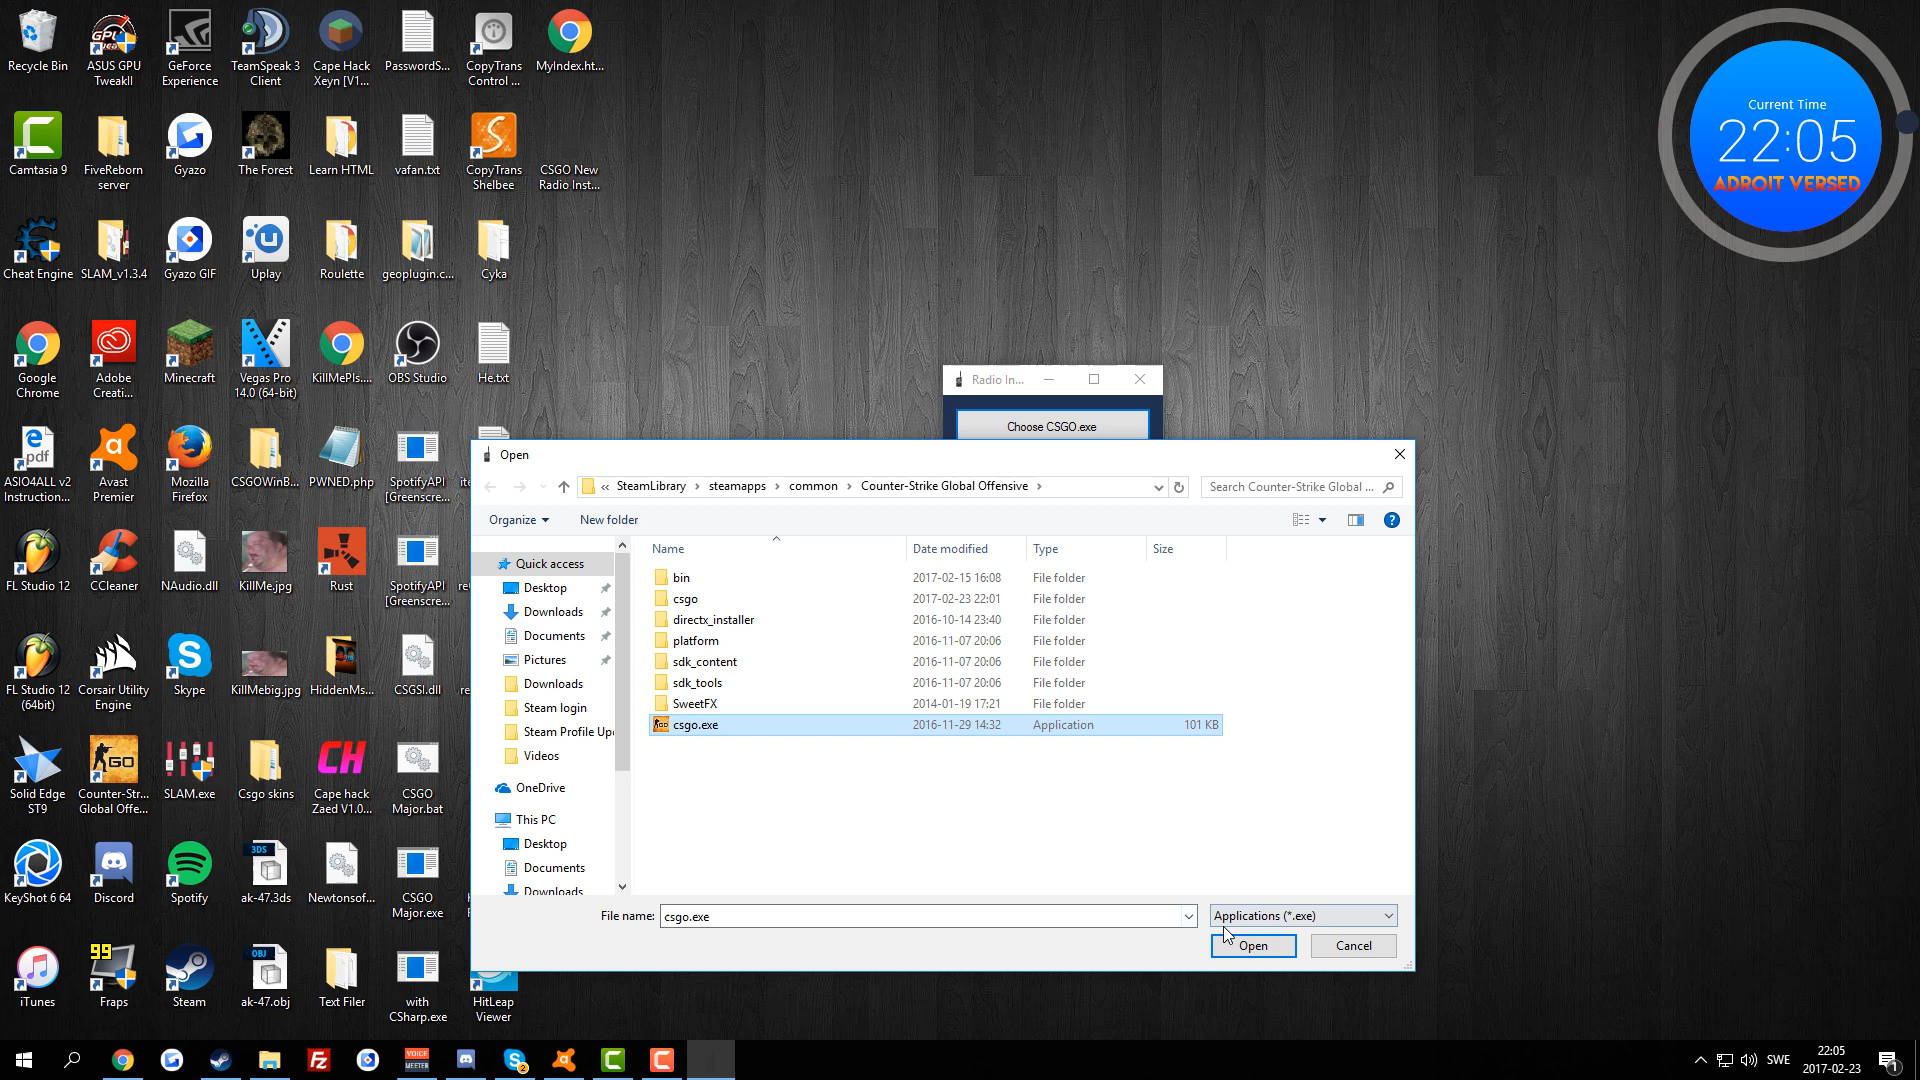 Recycle Bin
ASUS GPU
TweakII
GeForce
Experience
TeamSpeak 3
Client
Cape Hack
Xeyn [V1...
PasswordS...
CopyTrans
Control ...
MyIndex.ht...
Current Time
22:05
ADROIT VERSED
Camtasia 9
FiveReborn
server
Gyazo
The Forest
Learn HTML
vafan.txt
CopyTrans
Shelbee
CSGO New
Radio Inst...
Cheat Engine
SLAM_v1.3.4
Gyazo GIF
Uplay
Roulette
geoplugin.c...
Cyka
Google
Chrome
Adobe
Creati...
Minecraft
Vegas Pro
14.0 (64-bit)
KillMePls....
OBS Studio
He.txt
Radio In...
Choose CSGO.exe
ASIO4ALL v2
Instruction...
Avast
Premier
Mozilla
Firefox
CSGOWinB...
PWNED.php
SpotifyAPI
[Greenscre...
FL Studio 12
CCleaner
NAudio.dll
KillMe.jpg
Rust
SpotifyAPI
[Greenscre...
FL Studio 12
(64bit)
Corsair Utility
Engine
Skype
KillMebig.jpg
HiddenMs...
CSGSI.dll
Solid Edge
ST9
Counter-Str...
Global Offe...
SLAM.exe
Csgo skins
Cape hack
Zaed V1.0...
CSGO
Major.bat
KeyShot 6 64
Discord
Spotify
ak-47.3ds
Newtonsof...
CSGO
Major.exe
iTunes
Fraps
Steam
ak-47.obj
Text Filer
with
CSharp.exe
HitLeap
Viewer
Open
« SteamLibrary > steamapps > common > Counter-Strike Global Offensive >
Search Counter-Strike Global ...
Organize
New folder
Quick access
Desktop
Downloads
Documents
Pictures
Downloads
Steam login
Steam Profile Up
Videos
OneDrive
This PC
Desktop
Documents
Downloads
Name Date modified Type Size
bin 2017-02-15 16:08 File folder
csgo 2017-02-23 22:01 File folder
directx_installer 2016-10-14 23:40 File folder
platform 2016-11-07 20:06 File folder
sdk_content 2016-11-07 20:06 File folder
sdk_tools 2016-11-07 20:06 File folder
SweetFX 2014-01-19 17:21 File folder
csgo.exe 2016-11-29 14:32 Application 101 KB
File name: csgo.exe
Applications (*.exe)
Open
Cancel
VOICE
MEETER
2
SWE
22:05
2017-02-23
1